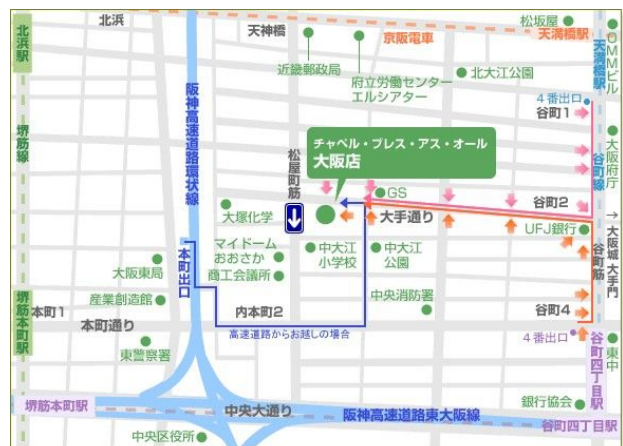 北浜
天神橋
京阪電車
松坂屋
天満橋駅
北浜駅
近畿郵政局
府立労働センター
エルシアター
北大江公園
天満橋駅
OMMビル
4番出口
谷町1
阪神高速道路環状線
堺筋線
松屋町筋
チャペル・ブレス・アス・オール
大阪店
谷町線
大阪府庁
GS
谷町2
大塚化学
大手通り
UFJ銀行
→大阪城 大手門
マイドーム
おおさか
商工会議所
中大江
小学校
中大江
公園
谷町筋
大阪東局
本町出口
産業創造館
本町1
本町通り
内本町2
中央消防署
谷町4
高速道路からお越しの場合
4番出口
堺筋本町駅
東警察署
谷町四丁目駅
東中
堺筋本町駅
中央大通り
阪神高速道路東大阪線
銀行協会
谷町四丁目駅
中央区役所